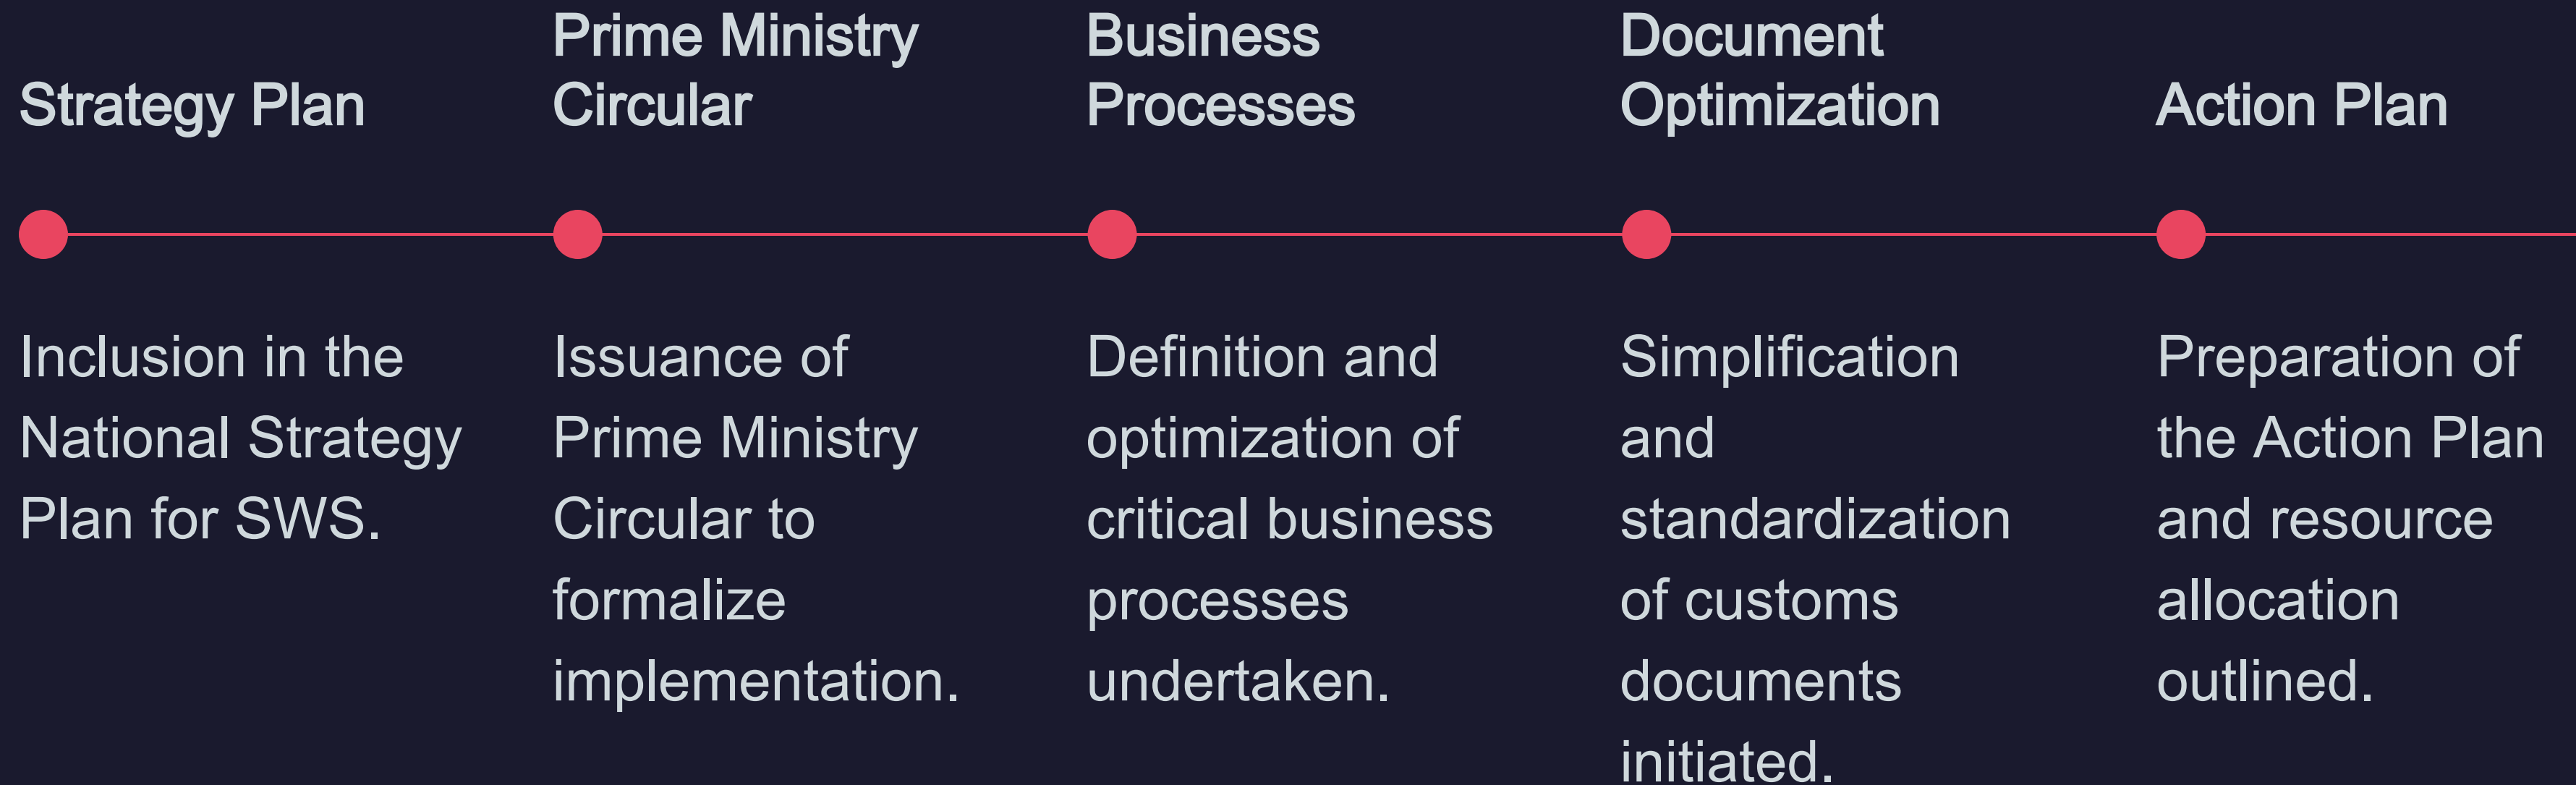 Strategy Plan
Prime Ministry
Circular
Business
Processes
Document
Optimization
Action Plan
Inclusion in the
National Strategy
Plan for SWS.
Issuance of
Prime Ministry
Circular to
formalize
implementation.
Definition and
optimization of
critical business
processes
undertaken.
Simplification
and
standardization
of customs
documents
initiated.
Preparation of
the Action Plan
and resource
allocation
outlined.